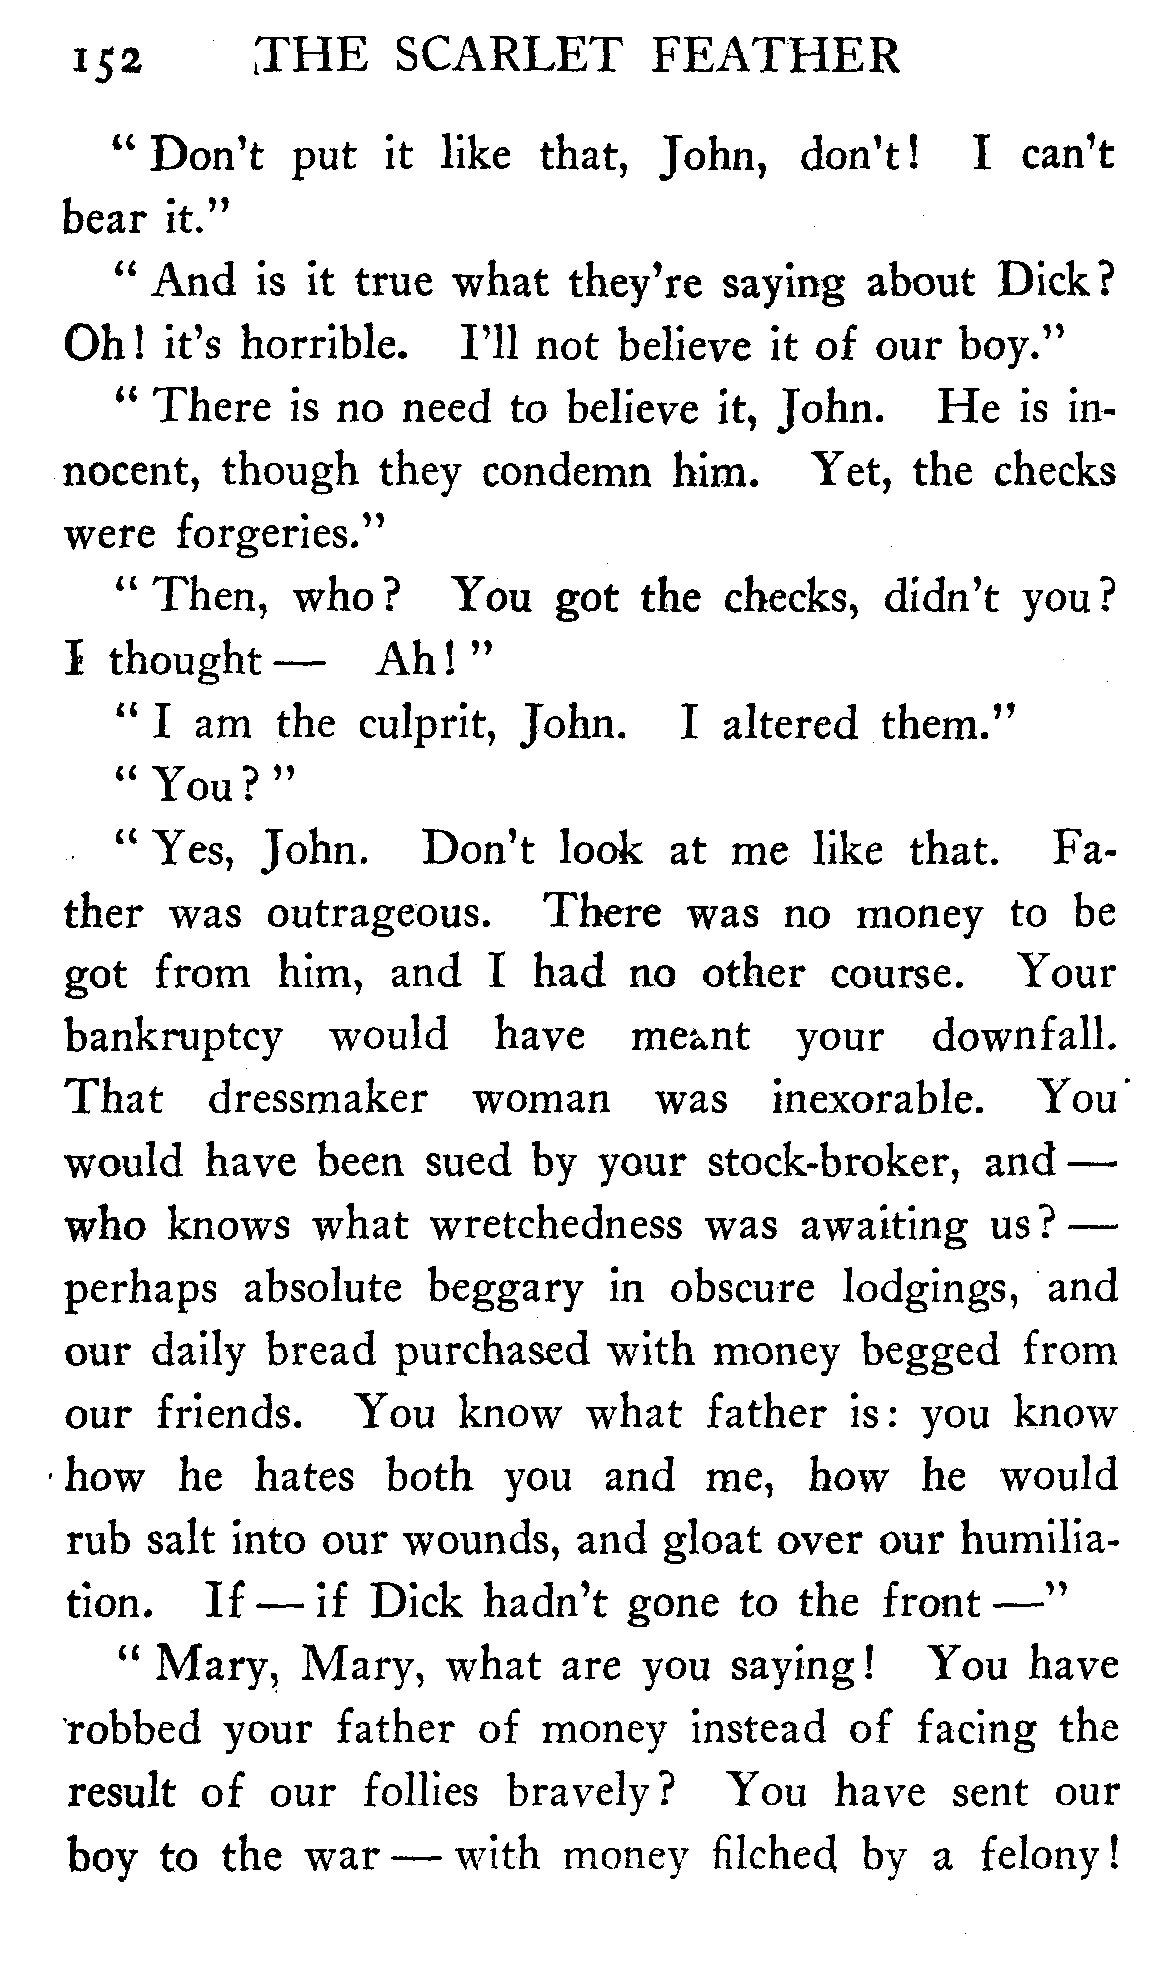 152 THE SCARLET FEATHER
“Don't put it like that, John, don't! I can't
bear it.”
“And is it true what they're saying about Dick?
Oh! it's horrible. I'll not believe it of our boy.”
“There is no need to believe it, John. He is in-
nocent, though they condemn him. Yet, the checks
were forgeries.”
“Then, who? You got the checks, didn't you?
I thought— Ah!”
“I am the culprit, John. I altered them.”
“You?”
“Yes, John. Don't look at me like that. Fa-
ther was outrageous. There was no money to be
got from him, and I had no other course. Your
bankruptcy would have meant your downfall.
That dressmaker woman was inexorable. You
would have been sued by your stock-broker, and—
who knows what wretchedness was awaiting us?—
perhaps absolute beggary in obscure lodgings, and
our daily bread purchased with money begged from
our friends. You know what father is: you know
how he hates both you and me, how he would
rub salt into our wounds, and gloat over our humilia-
tion. If—if Dick hadn't gone to the front—”
“Mary, Mary, what are you saying! You have
robbed your father of money instead of facing the
result of our follies bravely? You have sent our
boy to the war—with money filched by a felony!